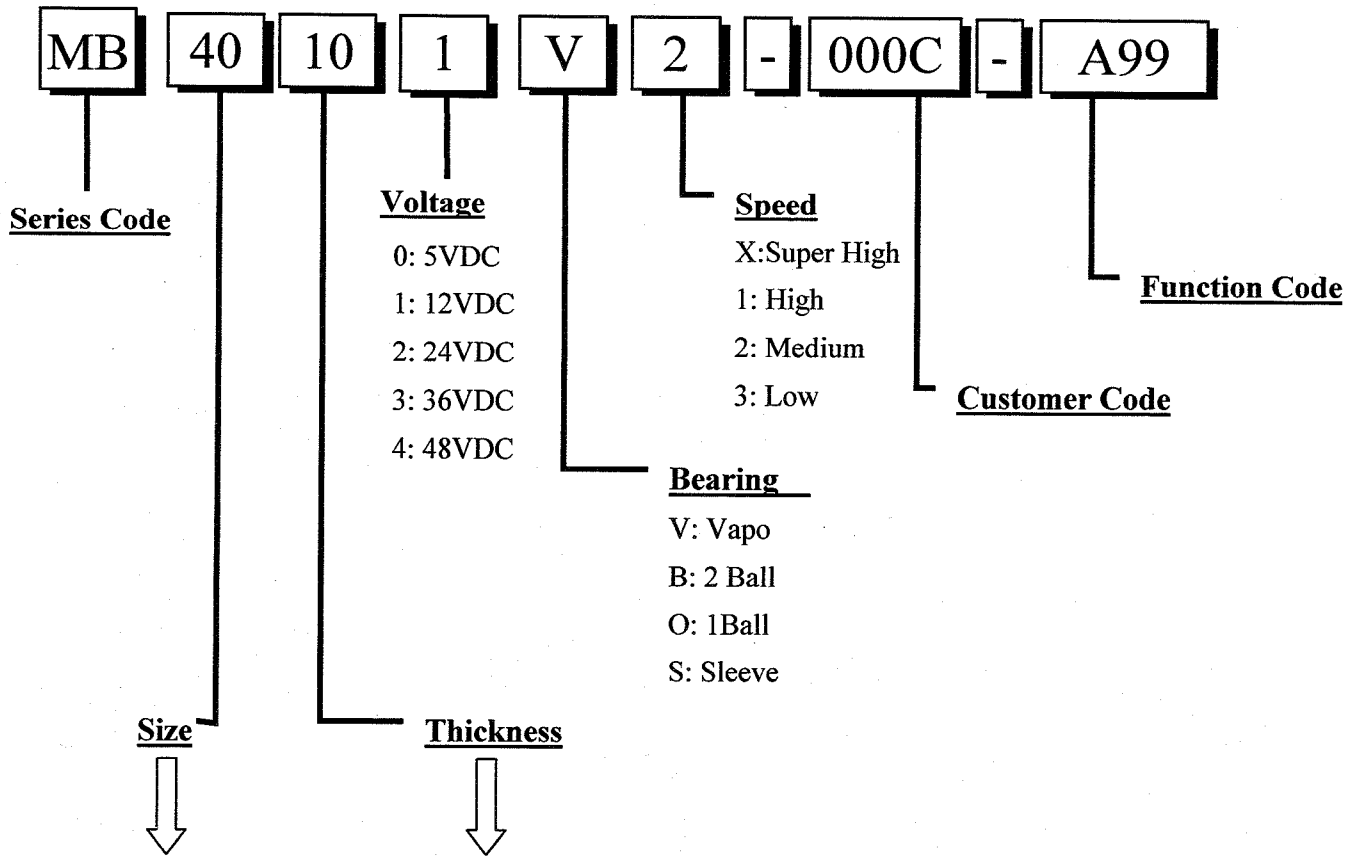 MB 40 10 1 V 2 - 000C - A99
Series Code
Voltage
0: 5VDC
1: 12VDC
2: 24VDC
3: 36VDC
4: 48VDC
Speed
X:Super High
1: High
2: Medium
3: Low
Function Code
Customer Code
Bearing
V: Vapo
B: 2 Ball
O: 1Ball
S: Sleeve
Size
Thickness